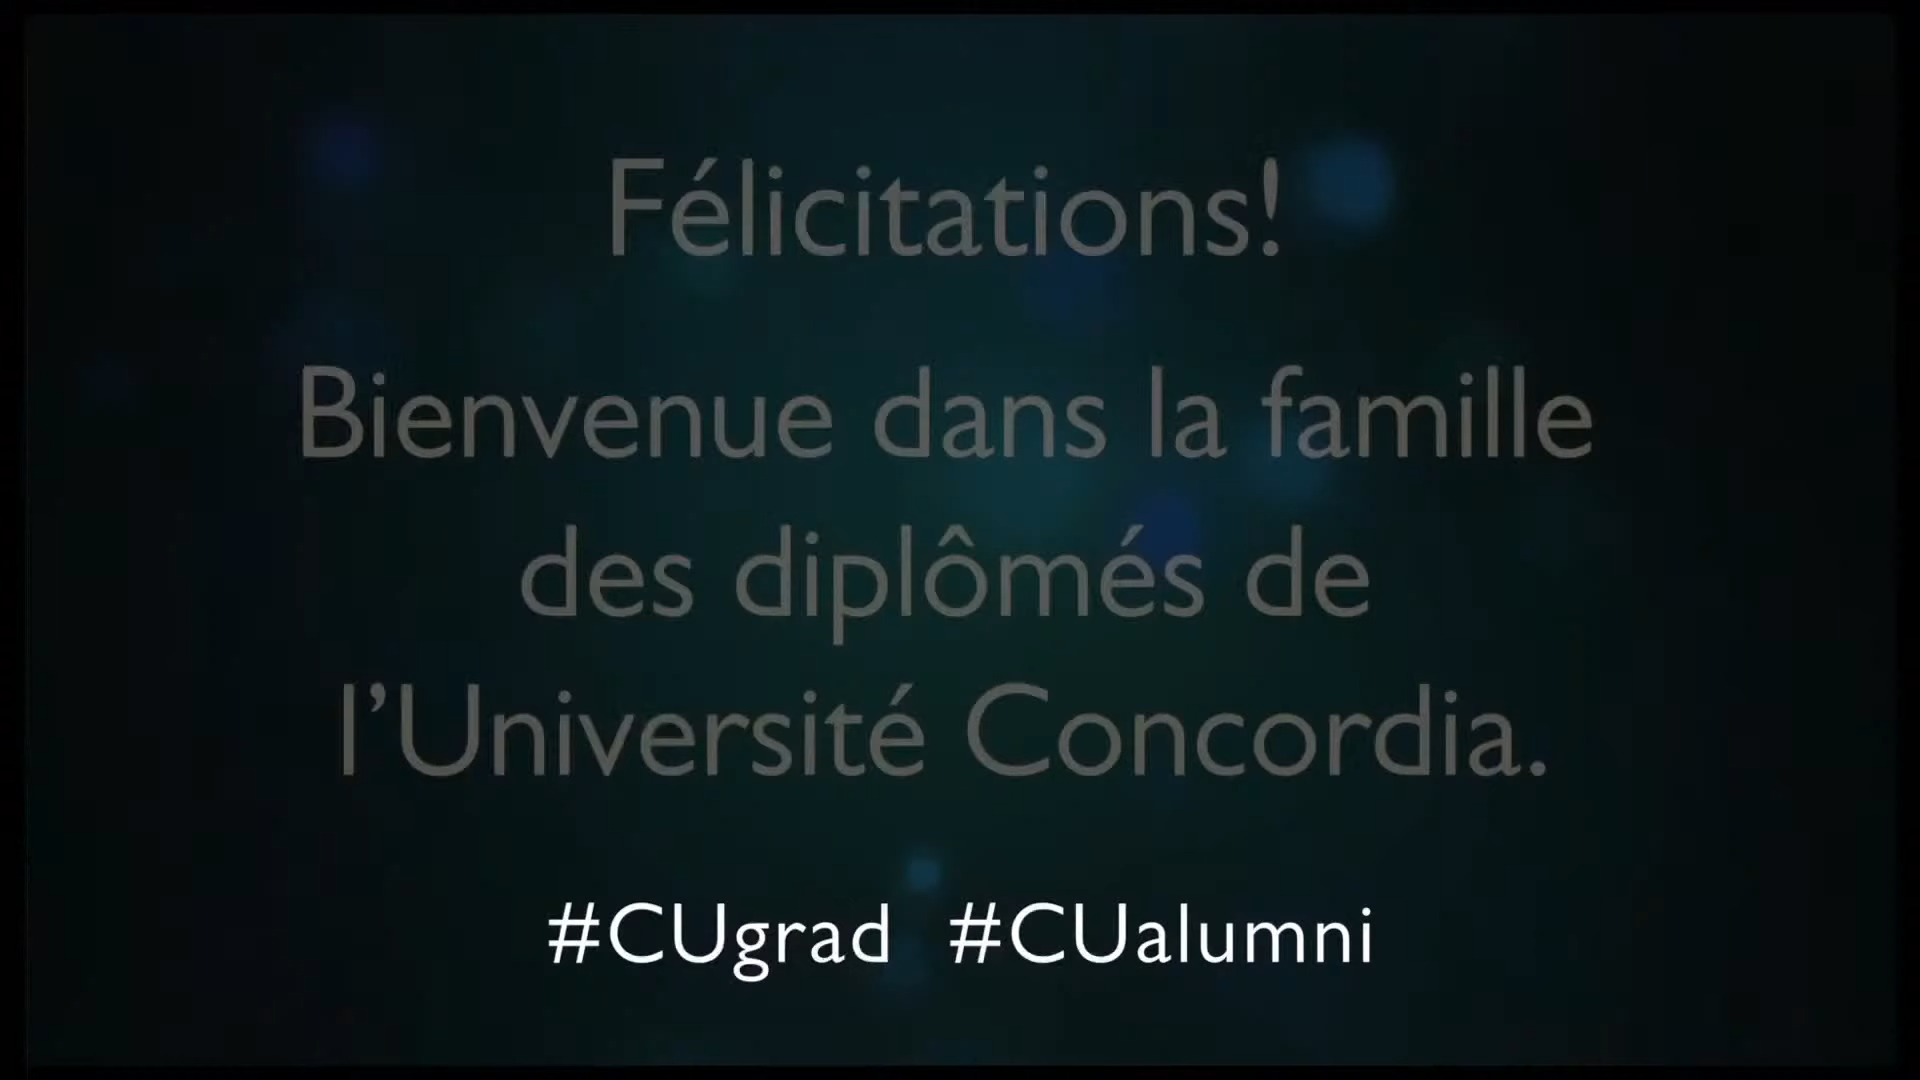 Félicitations!
Bienvenue dans la famille
des diplômés de
l’Université Concordia.
#CUgrad #CUalumni